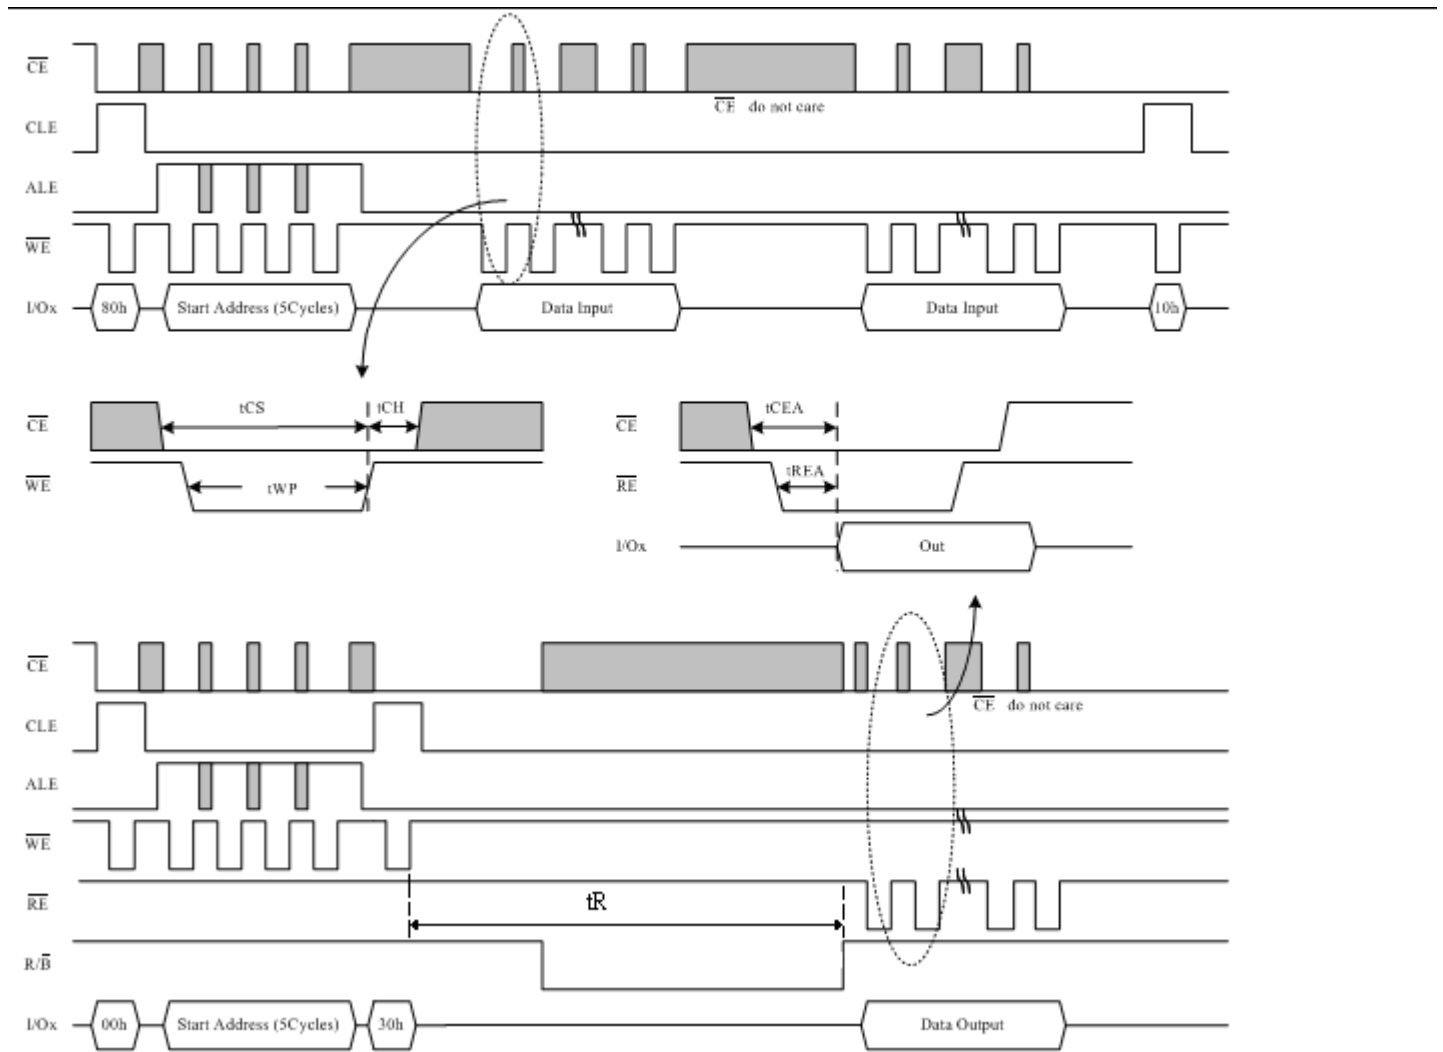 CE
CE do not care
CLE
ALE
WE
I/Ox 80h Start Address (5Cycles) Data Input Data Input 10h
CE tCS tCH
WE tWP
CE tCEA
RE tREA
I/Ox Out
CE
CE do not care
CLE
ALE
WE
RE tR
R/B
I/Ox 00h Start Address (5Cycles) 30h Data Output